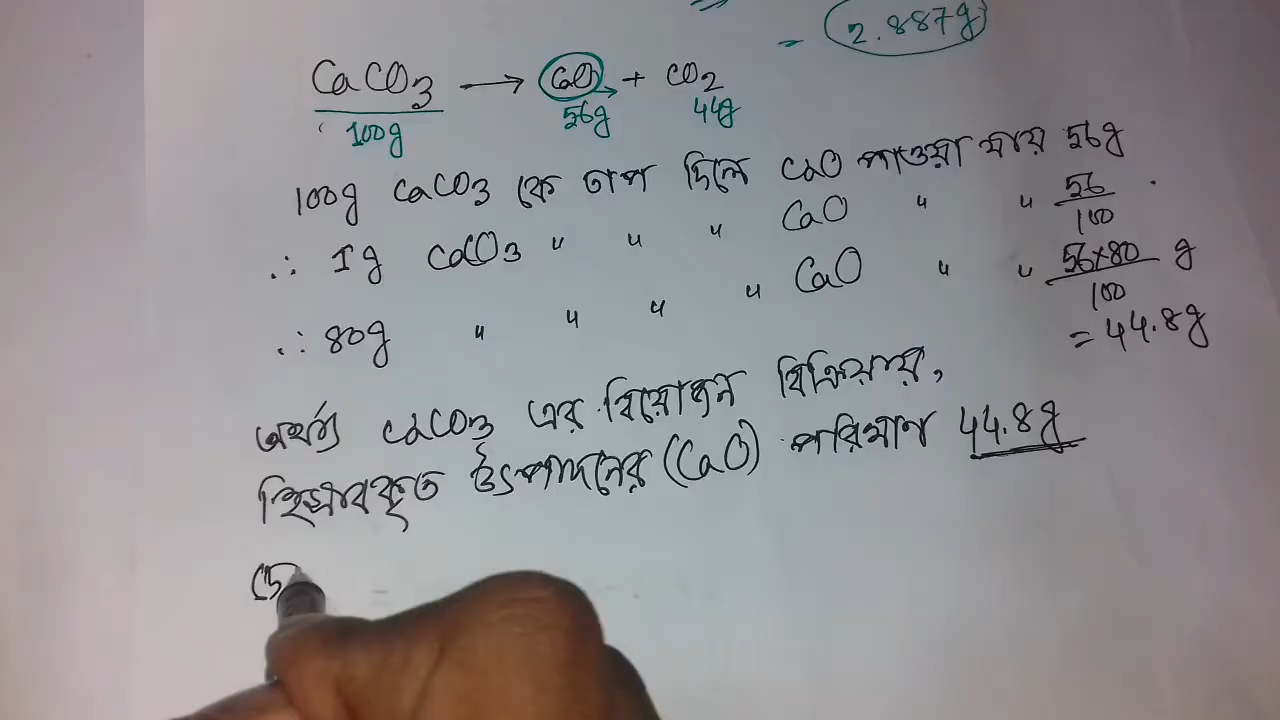 = 2.887g
CaCO3 → CaO + CO2
100g 56g 44g
100g CaCO3 কে তাপ দিলে CaO পাওয়া যায় 56g
∴ 1g CaCO3 " " " CaO " " 56/100
∴ 80g " " " " CaO " " 56×80/100 g
= 44.8g
অর্থাৎ CaCO3 এর বিয়োজন বিক্রিয়ায়,
হিসাবকৃত উৎপাদনের (CaO) পরিমাণ 44.8g